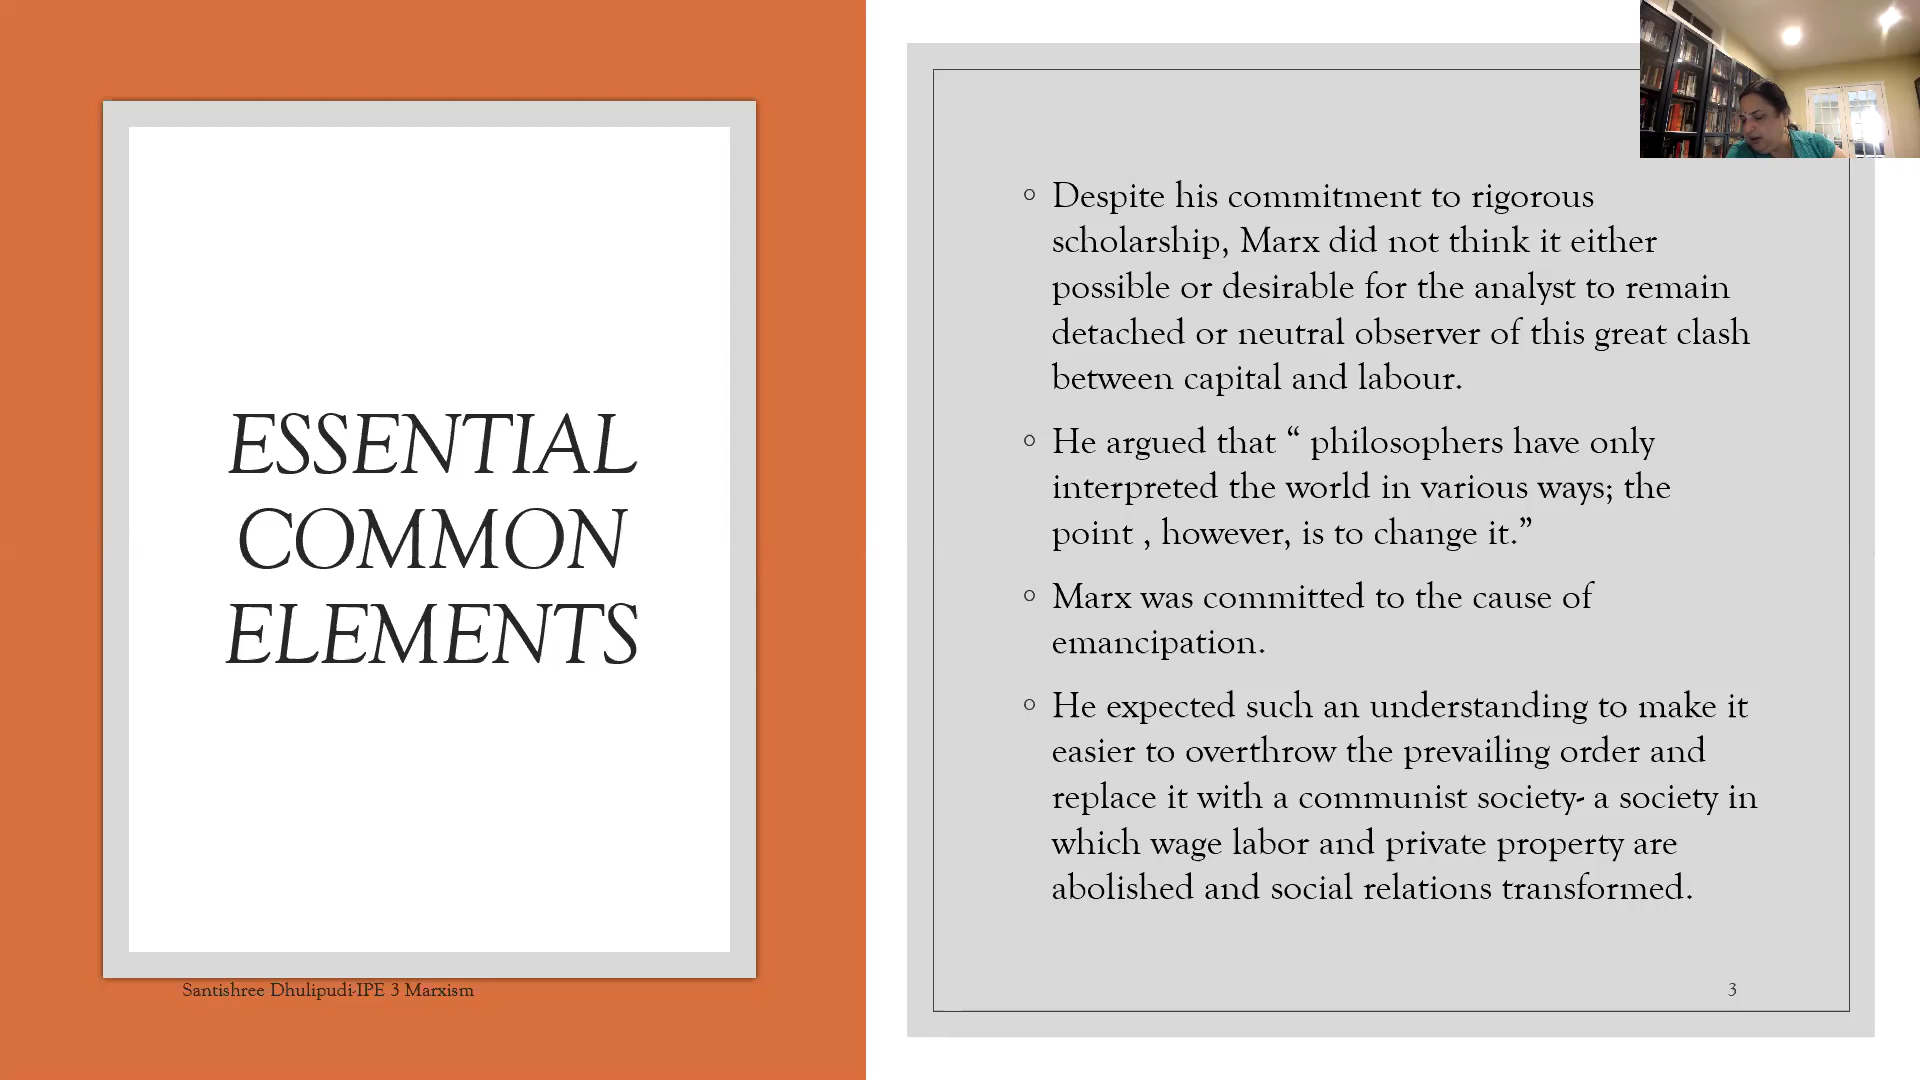 ESSENTIAL
COMMON
ELEMENTS
Santishree Dhulipudi-IPE 3 Marxism
◦ Despite his commitment to rigorous
scholarship, Marx did not think it either
possible or desirable for the analyst to remain
detached or neutral observer of this great clash
between capital and labour.
◦ He argued that “ philosophers have only
interpreted the world in various ways; the
point , however, is to change it.”
◦ Marx was committed to the cause of
emancipation.
◦ He expected such an understanding to make it
easier to overthrow the prevailing order and
replace it with a communist society- a society in
which wage labor and private property are
abolished and social relations transformed.
3